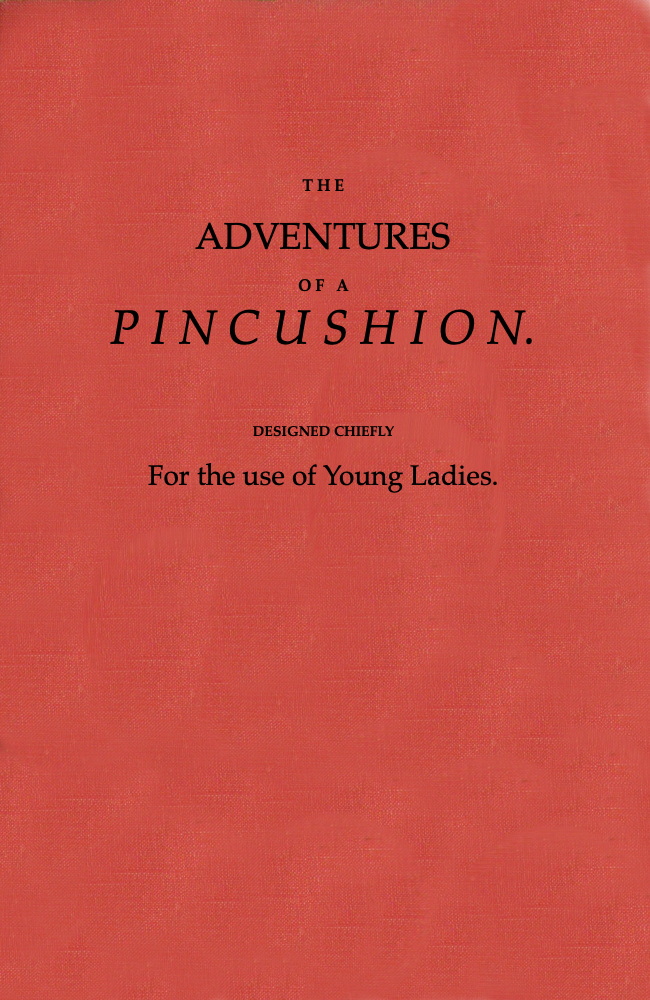 THE
ADVENTURES
OF A
PINCUSHION.
DESIGNED CHIEFLY
For the use of Young Ladies.